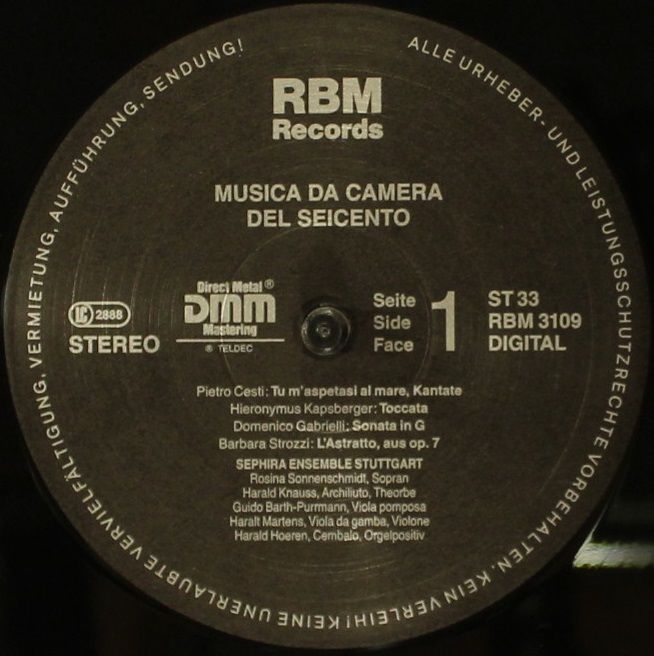 RBM
Records
MUSICA DA CAMERA
DEL SEICENTO
LC 2888
STEREO
Direct Metal ®
DMM
Mastering
® TELDEC
Seite
Side
Face
1
ST 33
RBM 3109
DIGITAL
Pietro Cesti: Tu m'aspetasi al mare, Kantate
Hieronymus Kapsberger: Toccata
Domenico Gabrielli: Sonata in G
Barbara Strozzi: L'Astratto, aus op. 7
SEPHIRA ENSEMBLE STUTTGART
Rosina Sonnenschmidt, Sopran
Harald Knauss, Archiliuto, Theorbe
Guido Barth-Purrmann, Viola pomposa
Haralt Martens, Viola da gamba, Violone
Harald Hoeren, Cembalo, Orgelpositiv
ALLE URHEBER- UND LEISTUNGSSCHUTZRECHTE VORBEHALTEN. KEIN VERLEIH! KEINE UNERLAUBTE VERVIELFÄLTIGUNG, VERMIETUNG, AUFFÜHRUNG, SENDUNG!